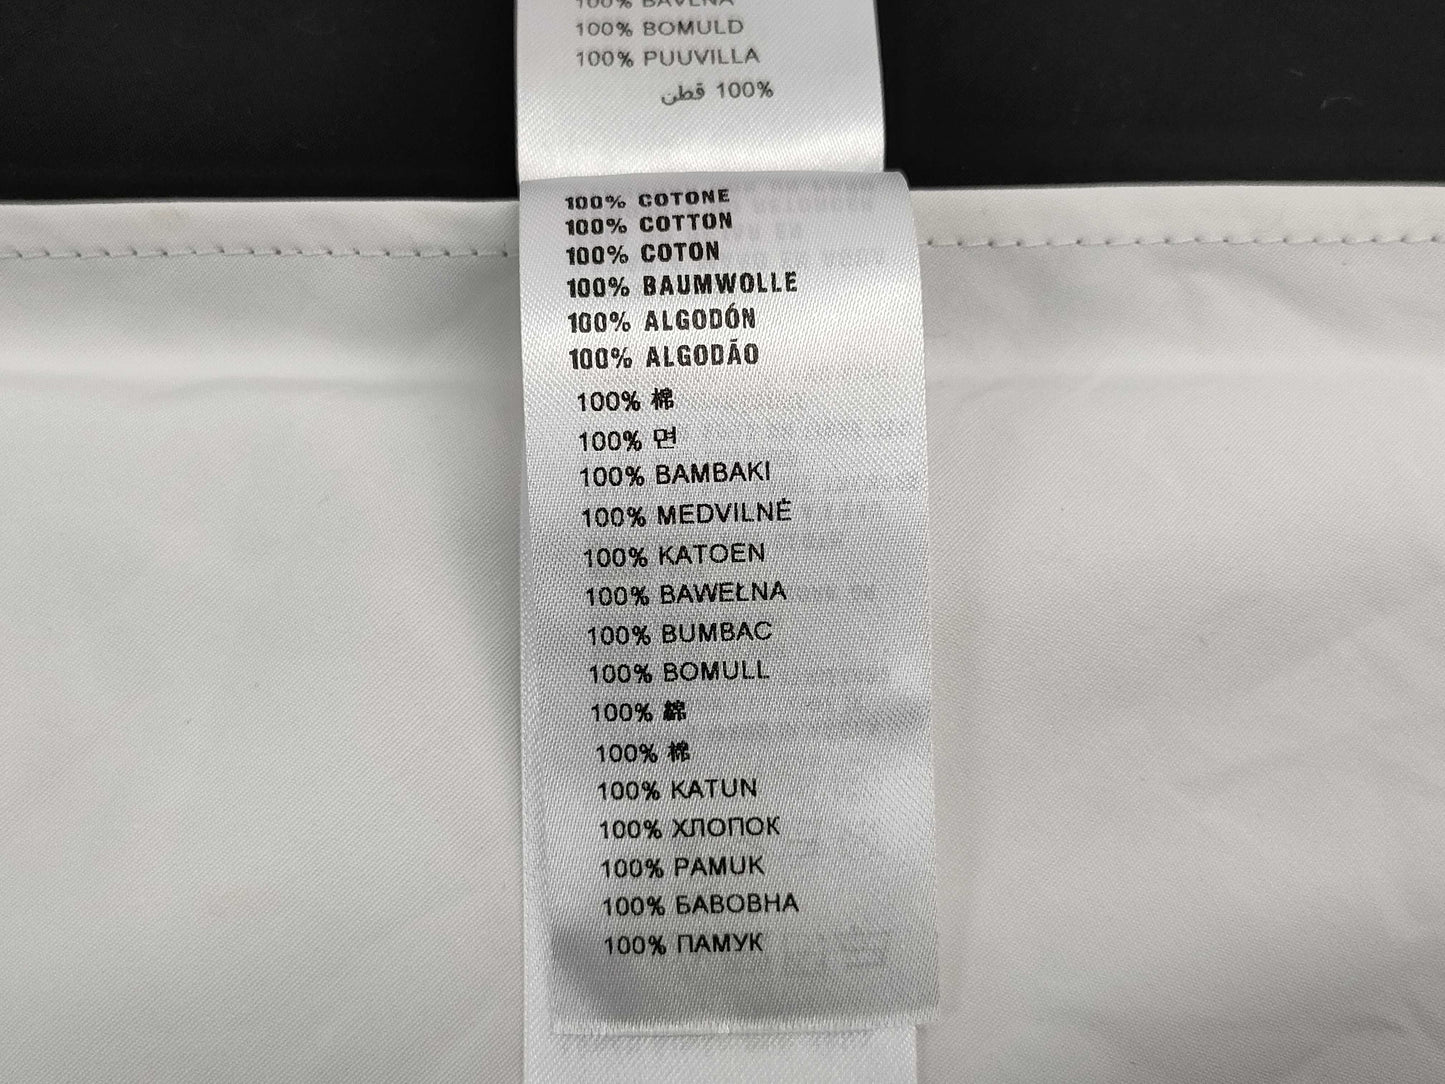 100% BAVLNA
100% BOMULD
100% PUUVILLA
100% قطن
100% COTONE
100% COTTON
100% COTON
100% BAUMWOLLE
100% ALGODÓN
100% ALGODÃO
100% 棉
100% 면
100% BAMBAKI
100% MEDVILNĖ
100% KATOEN
100% BAWEŁNA
100% BUMBAC
100% BOMULL
100% 綿
100% 棉
100% KATUN
100% ХЛОПОК
100% PAMUK
100% БАВОВНА
100% ПАМУК